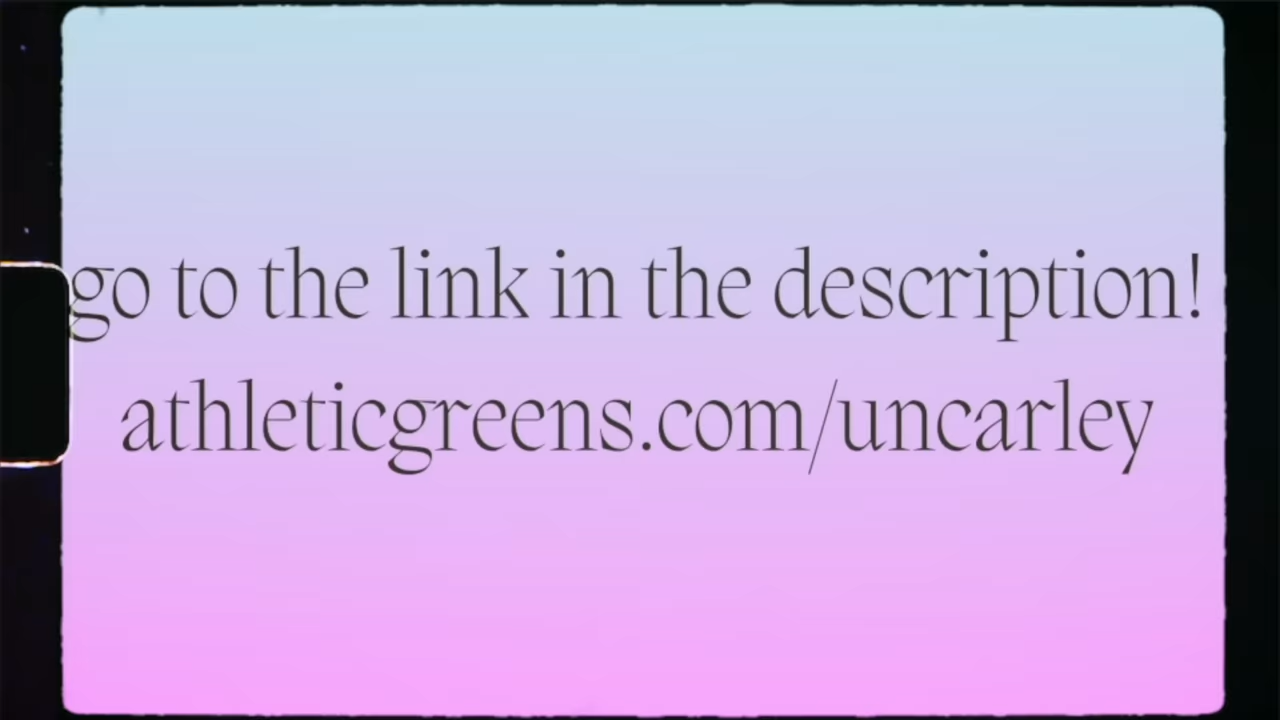 go to the link in the description!
athleticgreens.com/uncarley